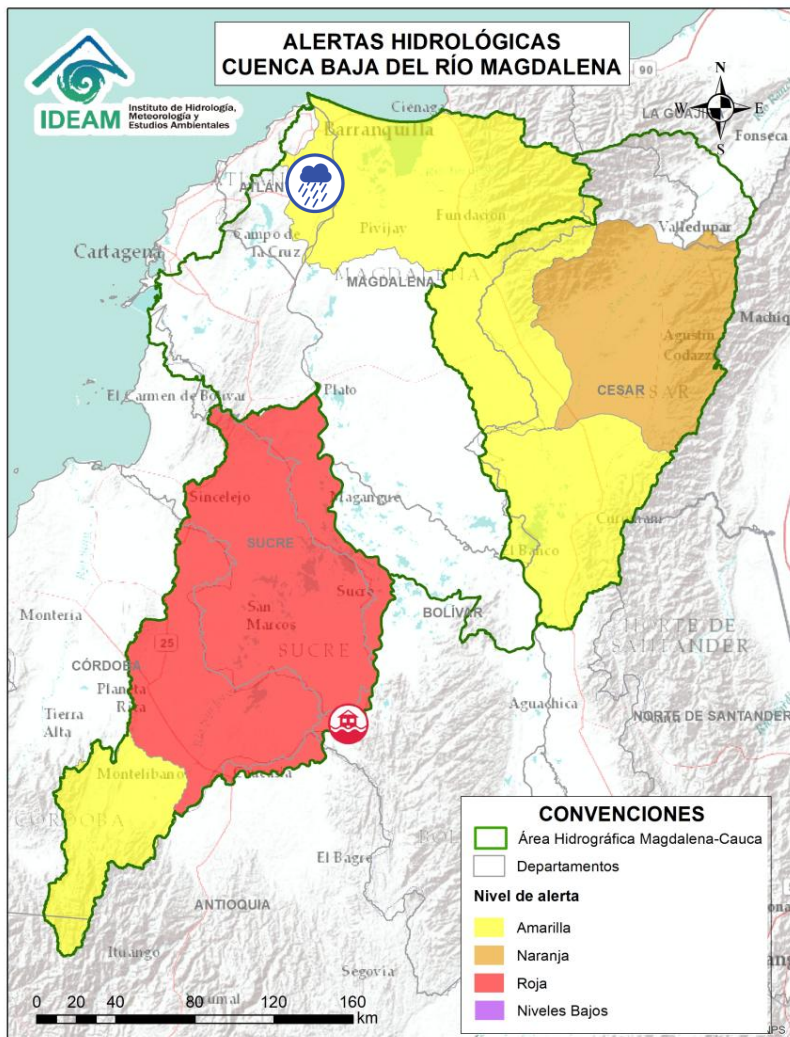 ALERTAS HIDROLÓGICAS
CUENCA BAJA DEL RÍO MAGDALENA
IDEAM
Instituto de Hidrología,
Meteorología y
Estudios Ambientales
N
W
E
S
90
LA GUAJIRA
Fonseca
Cienaga
Barranquilla
Pivijay
Fundación
Valledupar
Cartagena
Campo de
la Cruz
MAGDALENA
MAGDALENA
Agustín
Codazzi
CESAR
CESAR
El Carmen de Bolívar
Plato
Sincelejo
Magangue
SUCRE
El Banco
Sucre
San
Marcos
SUCRE
BOLÍVAR
Montería
25
CÓRDOBA
Planeta
Rica
Tierra
Alta
NORTE DE
SANTANDER
Aguachica
NORTE DE SANTANDER
Montelíbano
CÓRDOBA
El Bagre
ANTIOQUIA
Ituango
Segovia
0 20 40 80 120 160
km
CONVENCIONES
Área Hidrográfica Magdalena-Cauca
Departamentos
Nivel de alerta
Amarilla
Naranja
Roja
Niveles Bajos